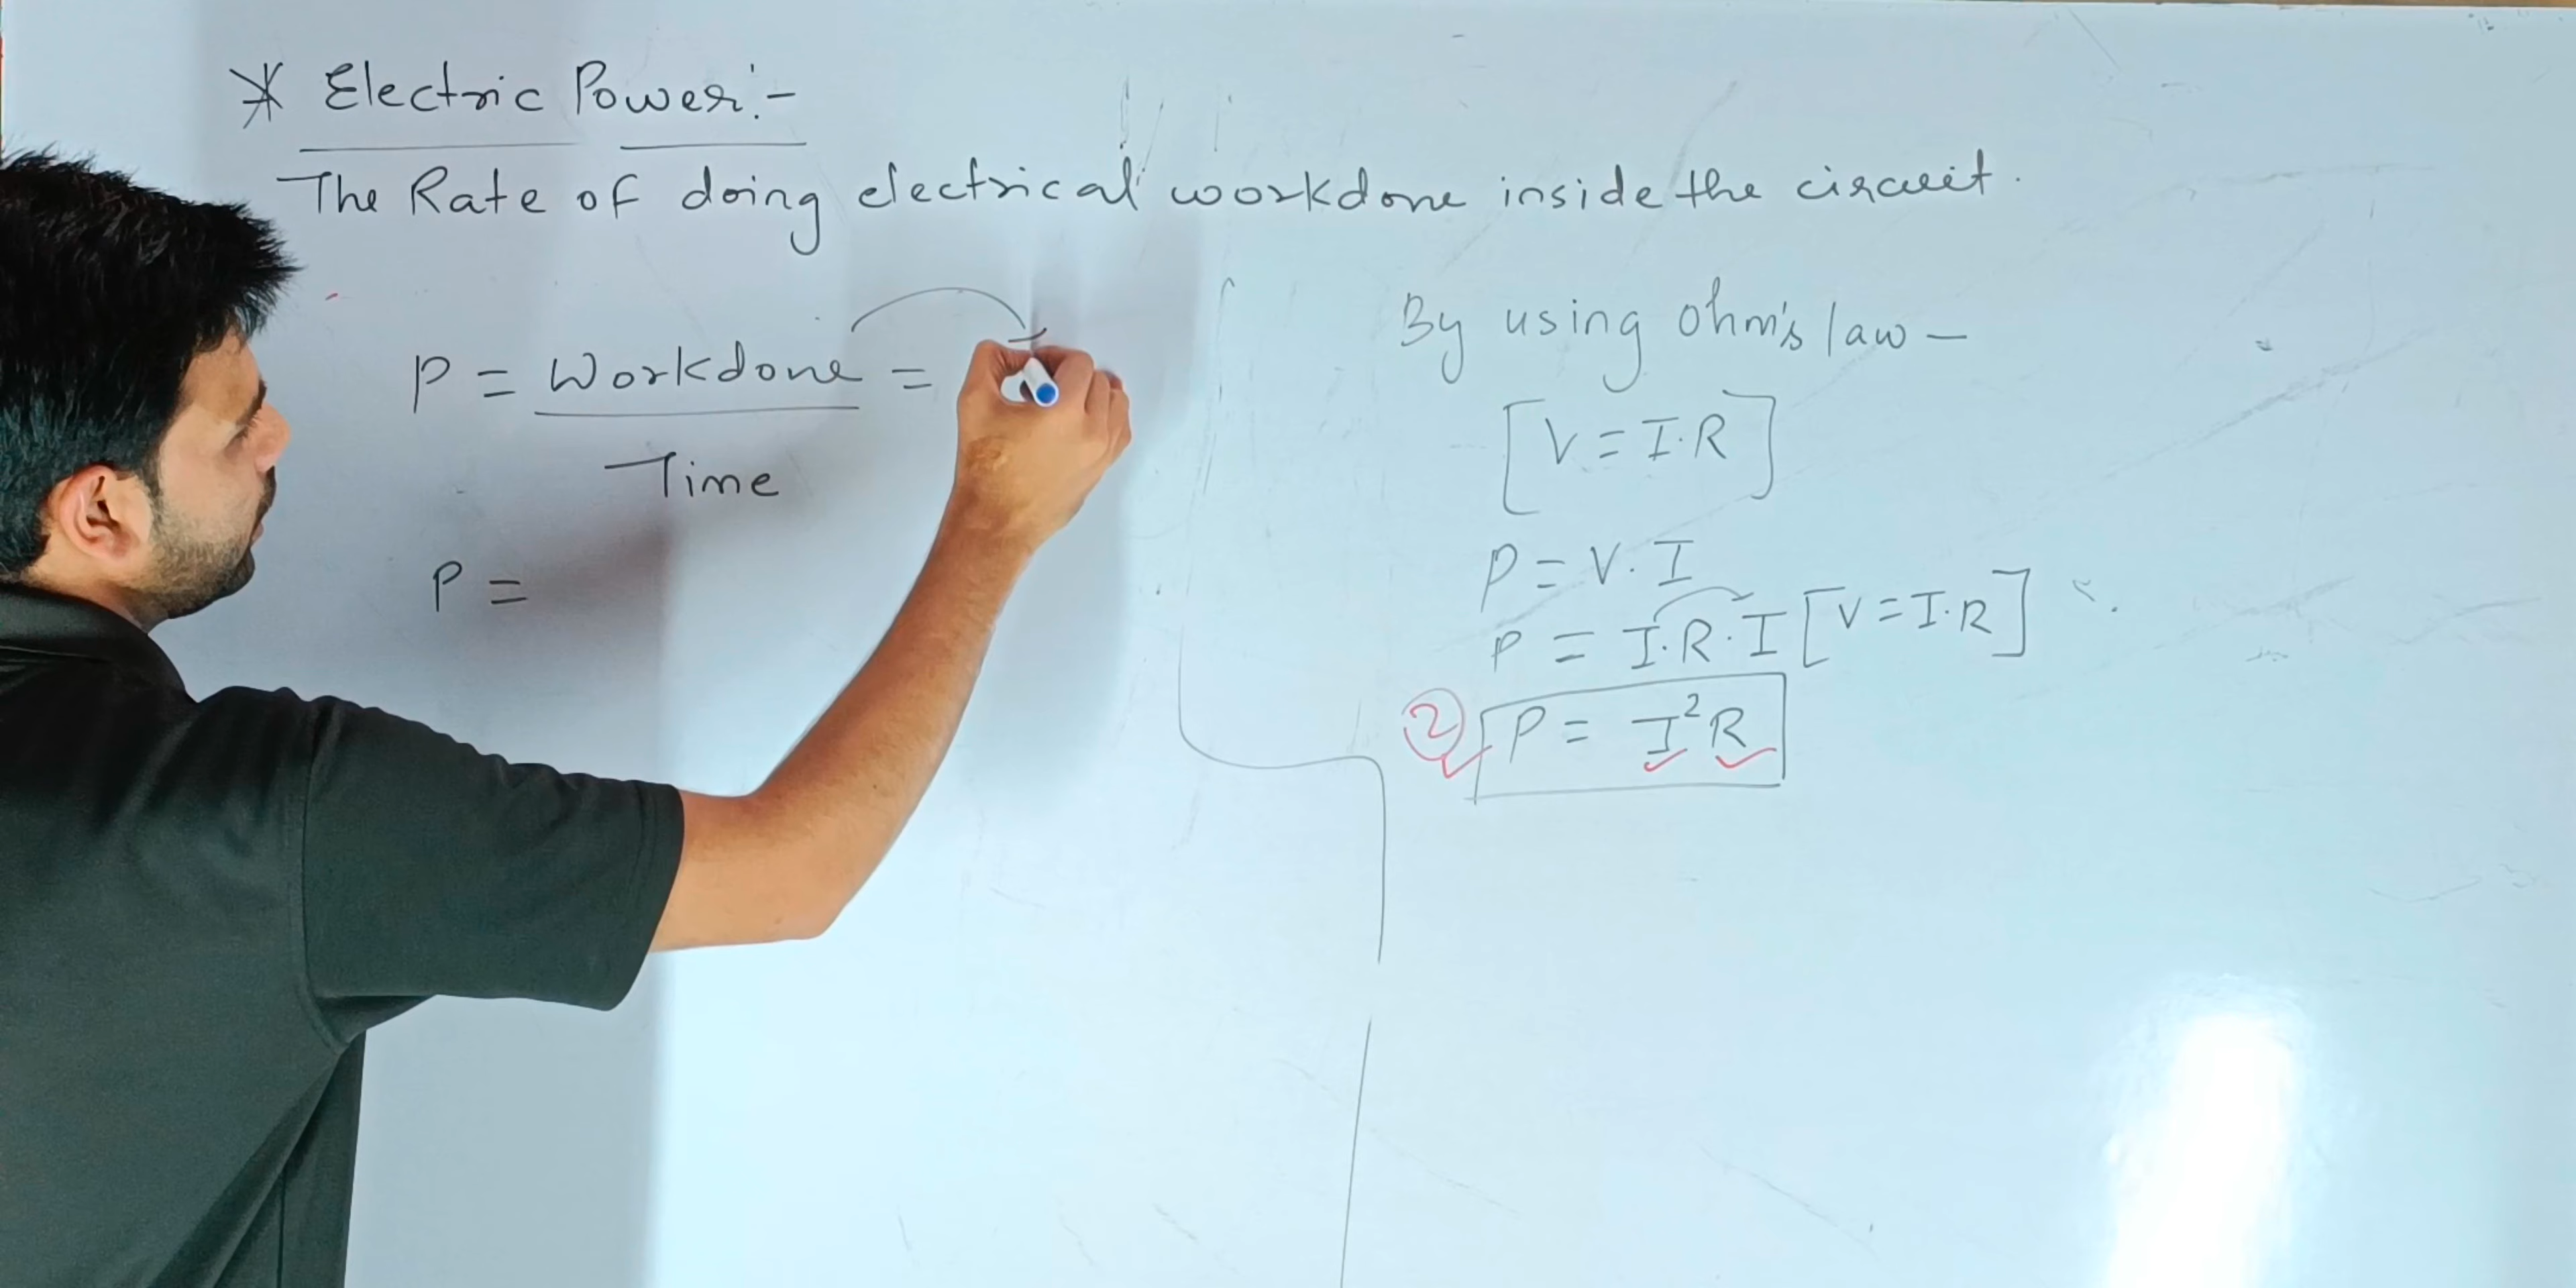 * Electric Power:-
The Rate of doing electrical workdone inside the circuit.
P = Workdone =
Time
P =
By using Ohm's law -
[V = I.R]
P = V. I
P = I.R.I [V = I.R]
② P = I²R